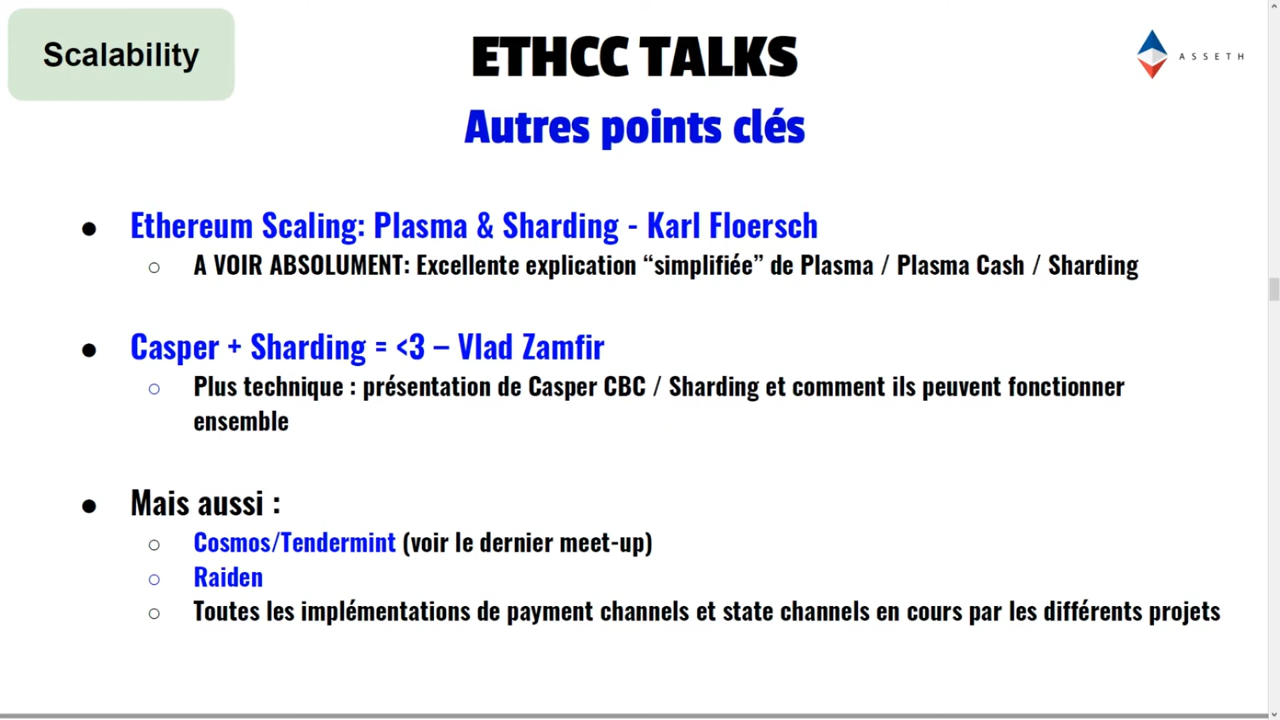 Scalability
ETHCC TALKS
ASSETH
Autres points clés
● Ethereum Scaling: Plasma & Sharding - Karl Floersch
○ A VOIR ABSOLUMENT: Excellente explication “simplifiée” de Plasma / Plasma Cash / Sharding
● Casper + Sharding = <3 – Vlad Zamfir
○ Plus technique : présentation de Casper CBC / Sharding et comment ils peuvent fonctionner
ensemble
● Mais aussi :
○ Cosmos/Tendermint (voir le dernier meet-up)
○ Raiden
○ Toutes les implémentations de payment channels et state channels en cours par les différents projets